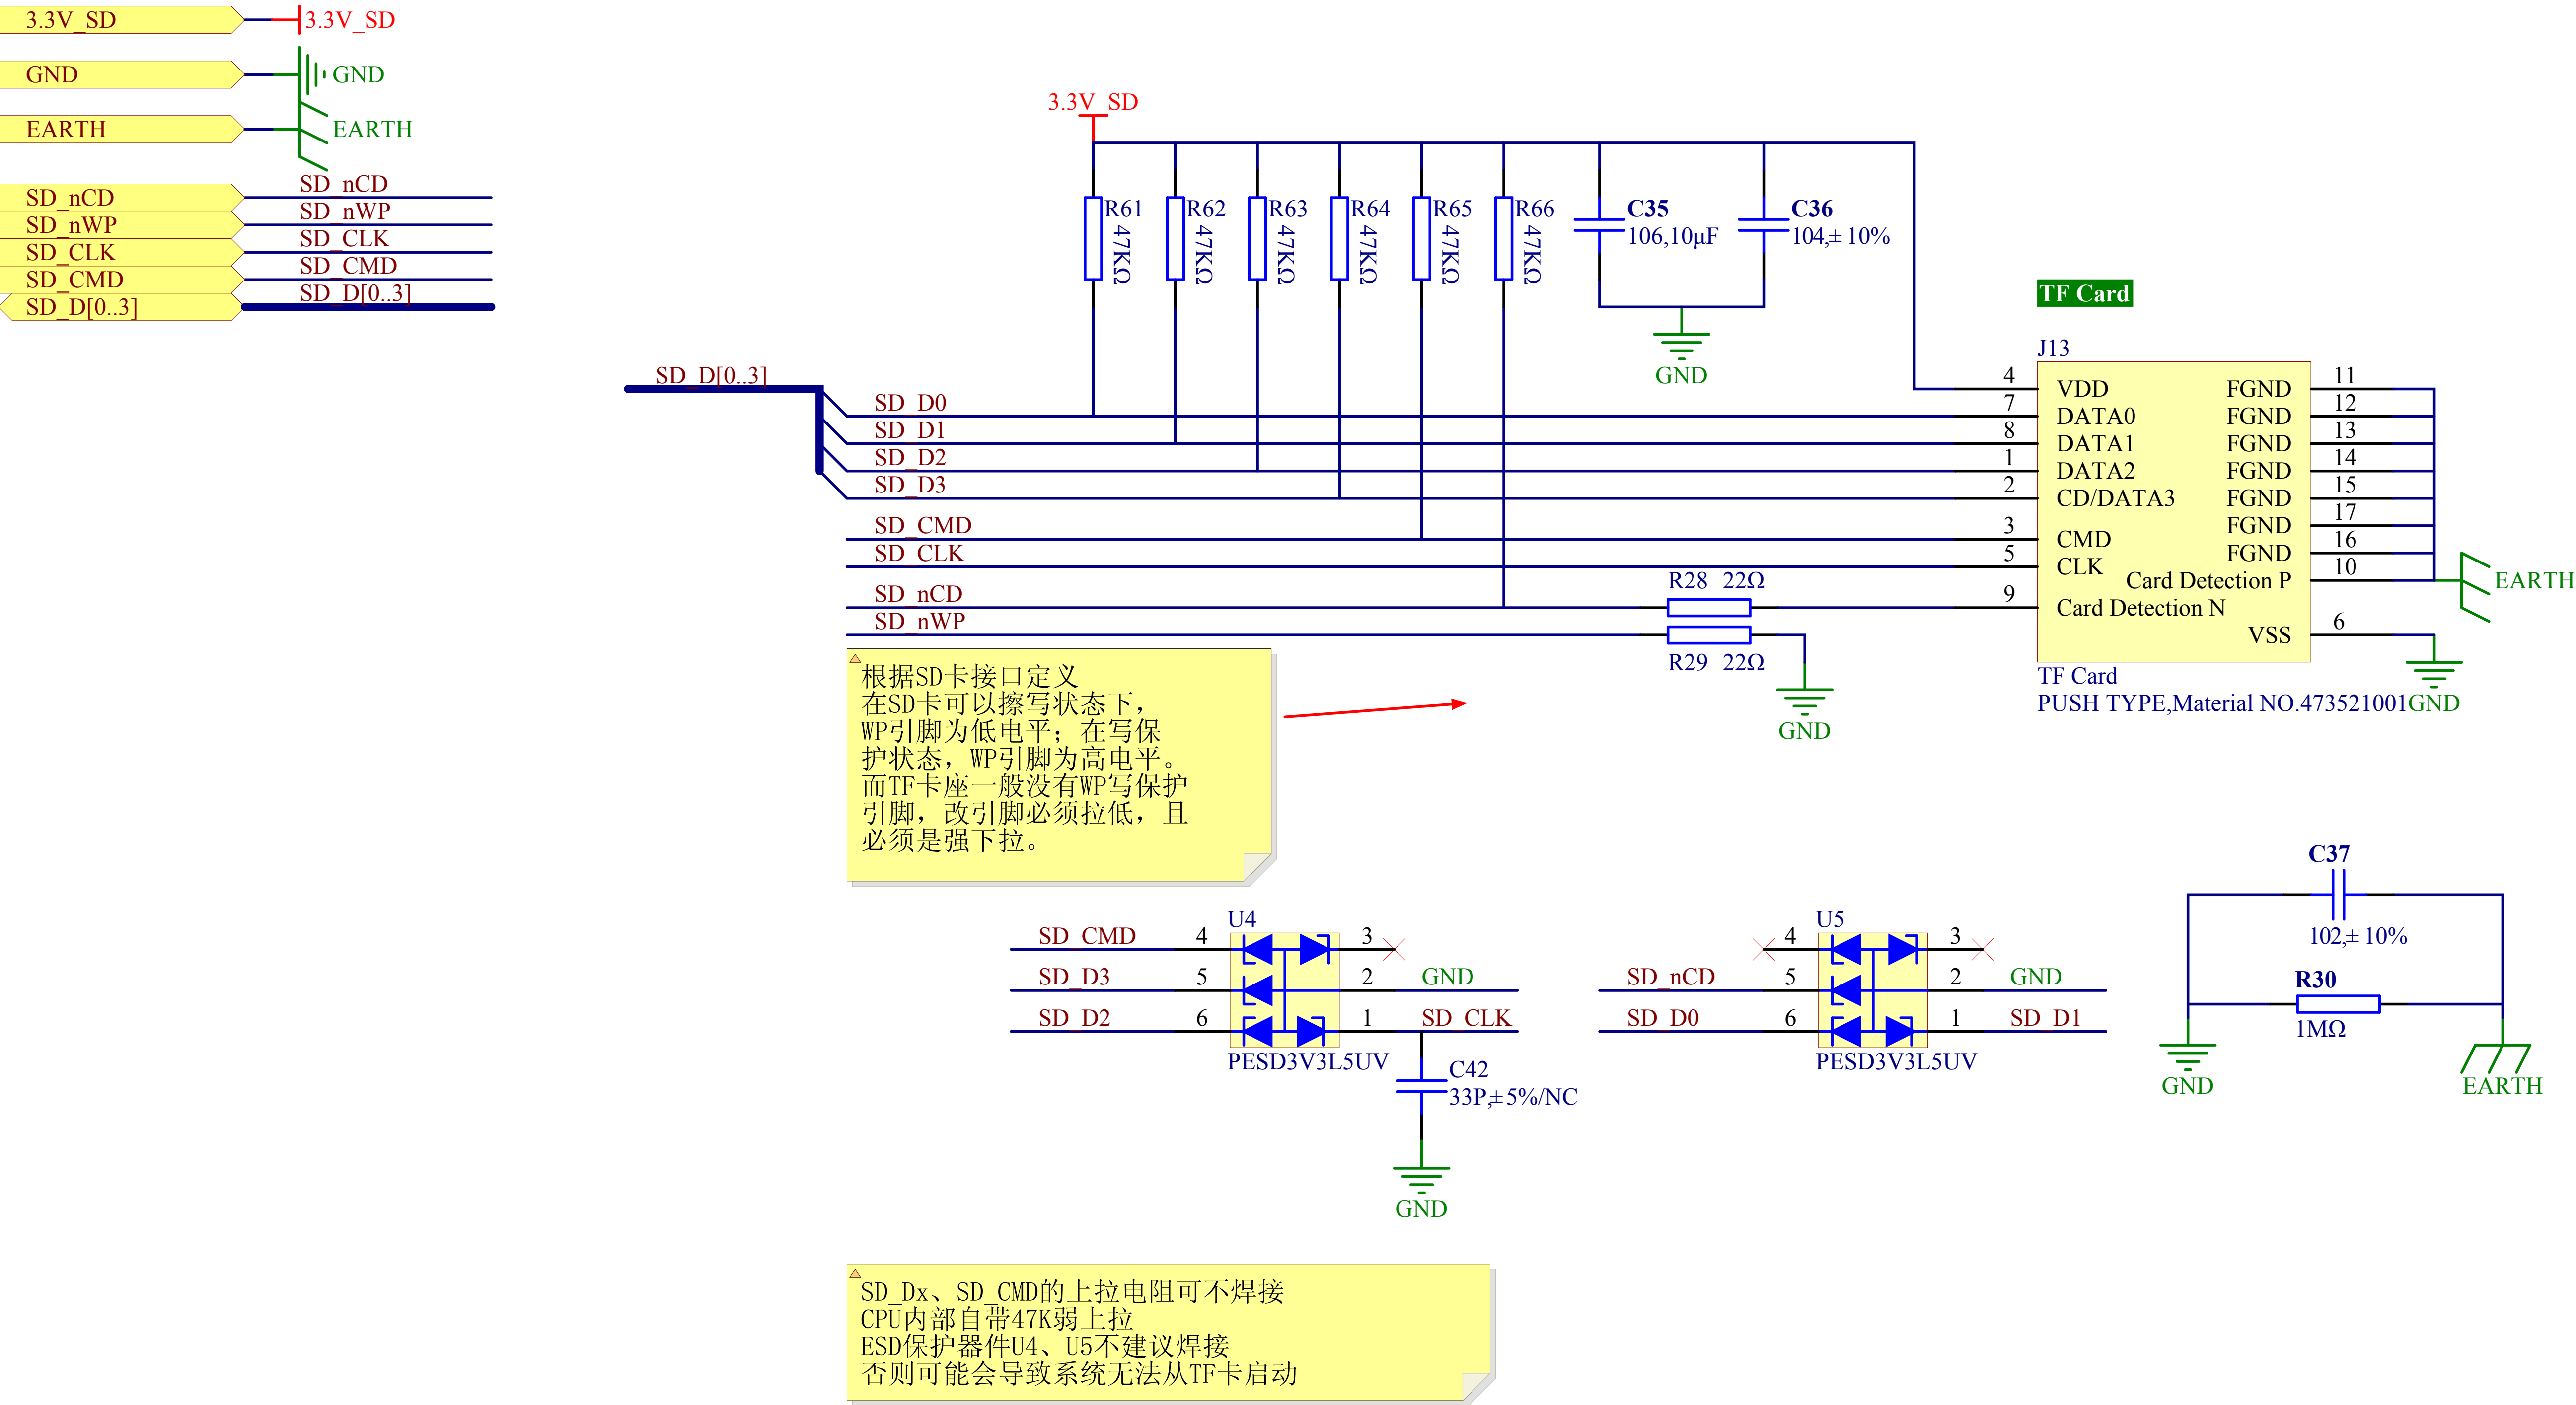 3.3V_SD
3.3V_SD
GND
GND
EARTH
EARTH
SD_nCD
SD_nCD
SD_nWP
SD_nWP
SD_CLK
SD_CLK
SD_CMD
SD_CMD
SD_D[0..3]
SD_D[0..3]
3.3V_SD
R61
47KΩ
R62
47KΩ
R63
47KΩ
R64
47KΩ
R65
47KΩ
R66
47KΩ
C35
106,10μF
C36
104,±10%
GND
SD_D[0..3]
SD_D0
SD_D1
SD_D2
SD_D3
SD_CMD
SD_CLK
SD_nCD
SD_nWP
R28 22Ω
R29 22Ω
GND
TF Card
J13
4 VDD
7 DATA0
8 DATA1
1 DATA2
2 CD/DATA3
3 CMD
5 CLK
9 Card Detection N
FGND 11
FGND 12
FGND 13
FGND 14
FGND 15
FGND 17
FGND 16
Card Detection P 10
VSS 6
EARTH
GND
TF Card
PUSH TYPE,Material NO.473521001
根据SD卡接口定义
在SD卡可以擦写状态下，
WP引脚为低电平；在写保
护状态，WP引脚为高电平。
而TF卡座一般没有WP写保护
引脚，改引脚必须拉低，且
必须是强下拉。
U4
SD_CMD 4 3
SD_D3 5 2 GND
SD_D2 6 1 SD_CLK
PESD3V3L5UV
C42
33P,±5%/NC
GND
U5
4 3
SD_nCD 5 2 GND
SD_D0 6 1 SD_D1
PESD3V3L5UV
C37
102,±10%
R30
1MΩ
GND
EARTH
SD_Dx、SD_CMD的上拉电阻可不焊接
CPU内部自带47K弱上拉
ESD保护器件U4、U5不建议焊接
否则可能会导致系统无法从TF卡启动